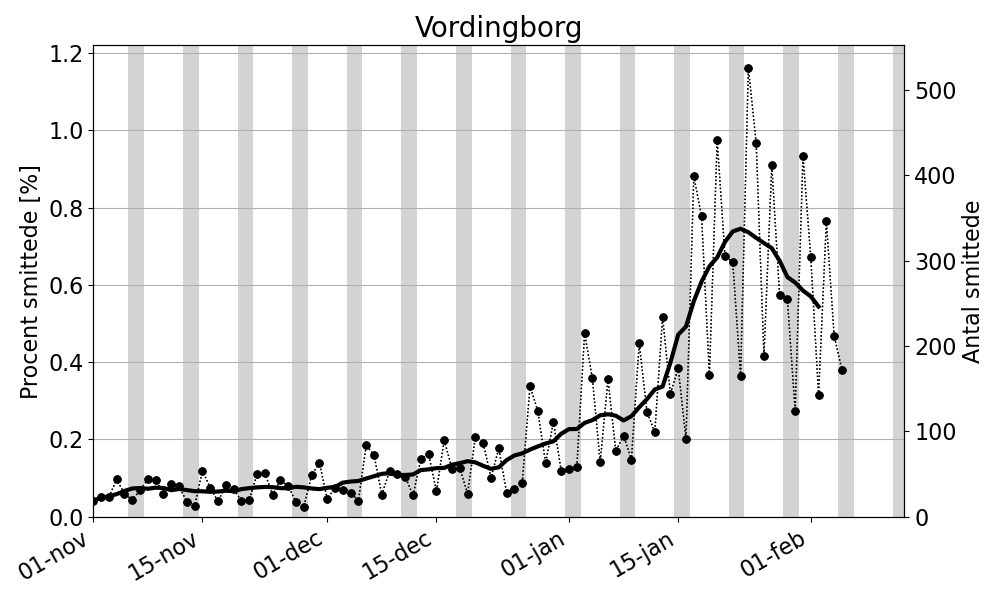 Vordingborg
Procent smittede [%]
1.2
1.0
0.8
0.6
0.4
0.2
0.0
500
400
300
200
100
0
Antal smittede
01-nov
15-nov
01-dec
15-dec
01-jan
15-jan
01-feb